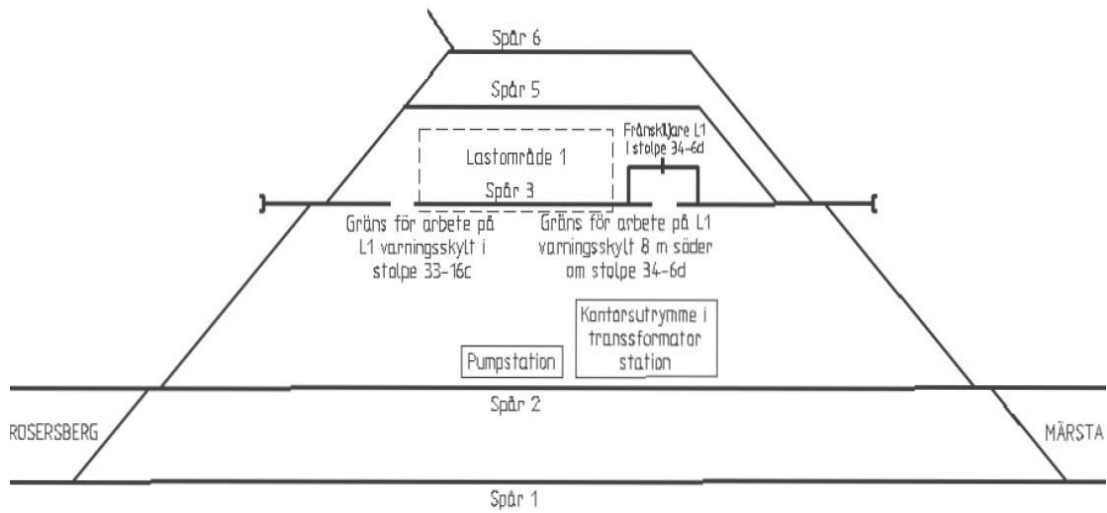 Spår 6
Spår 5
Frånskiljare L1
i stolpe 34-6d
Lastområde 1
Spår 3
Gräns för arbete på
L1 varningsskylt i
stolpe 33-16c
Gräns för arbete på L1
varningsskylt 8 m söder
om stolpe 34-6d
Kontorsutrymme i
transsformator
station
Pumpstation
Spår 2
ROSERSBERG
MÄRSTA
Spår 1